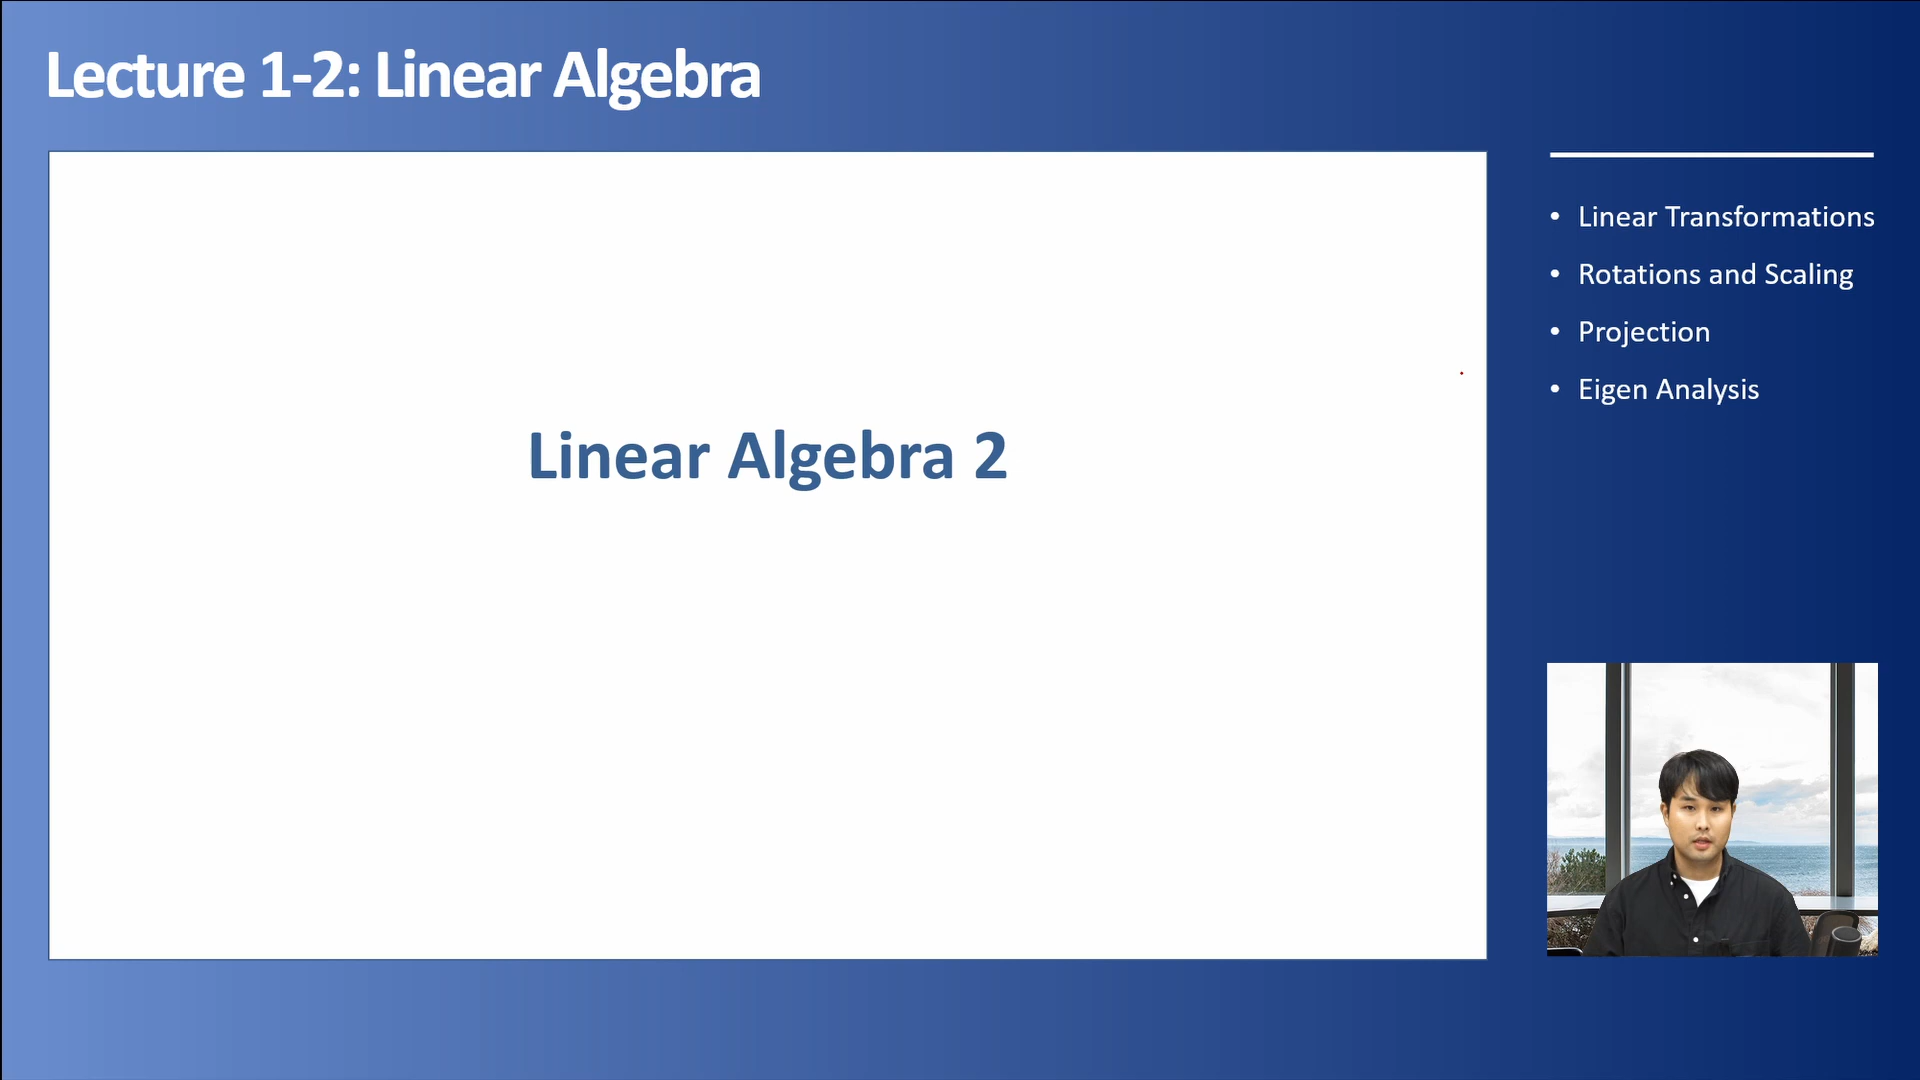 Lecture 1-2: Linear Algebra
Linear Algebra 2
• Linear Transformations
• Rotations and Scaling
• Projection
• Eigen Analysis